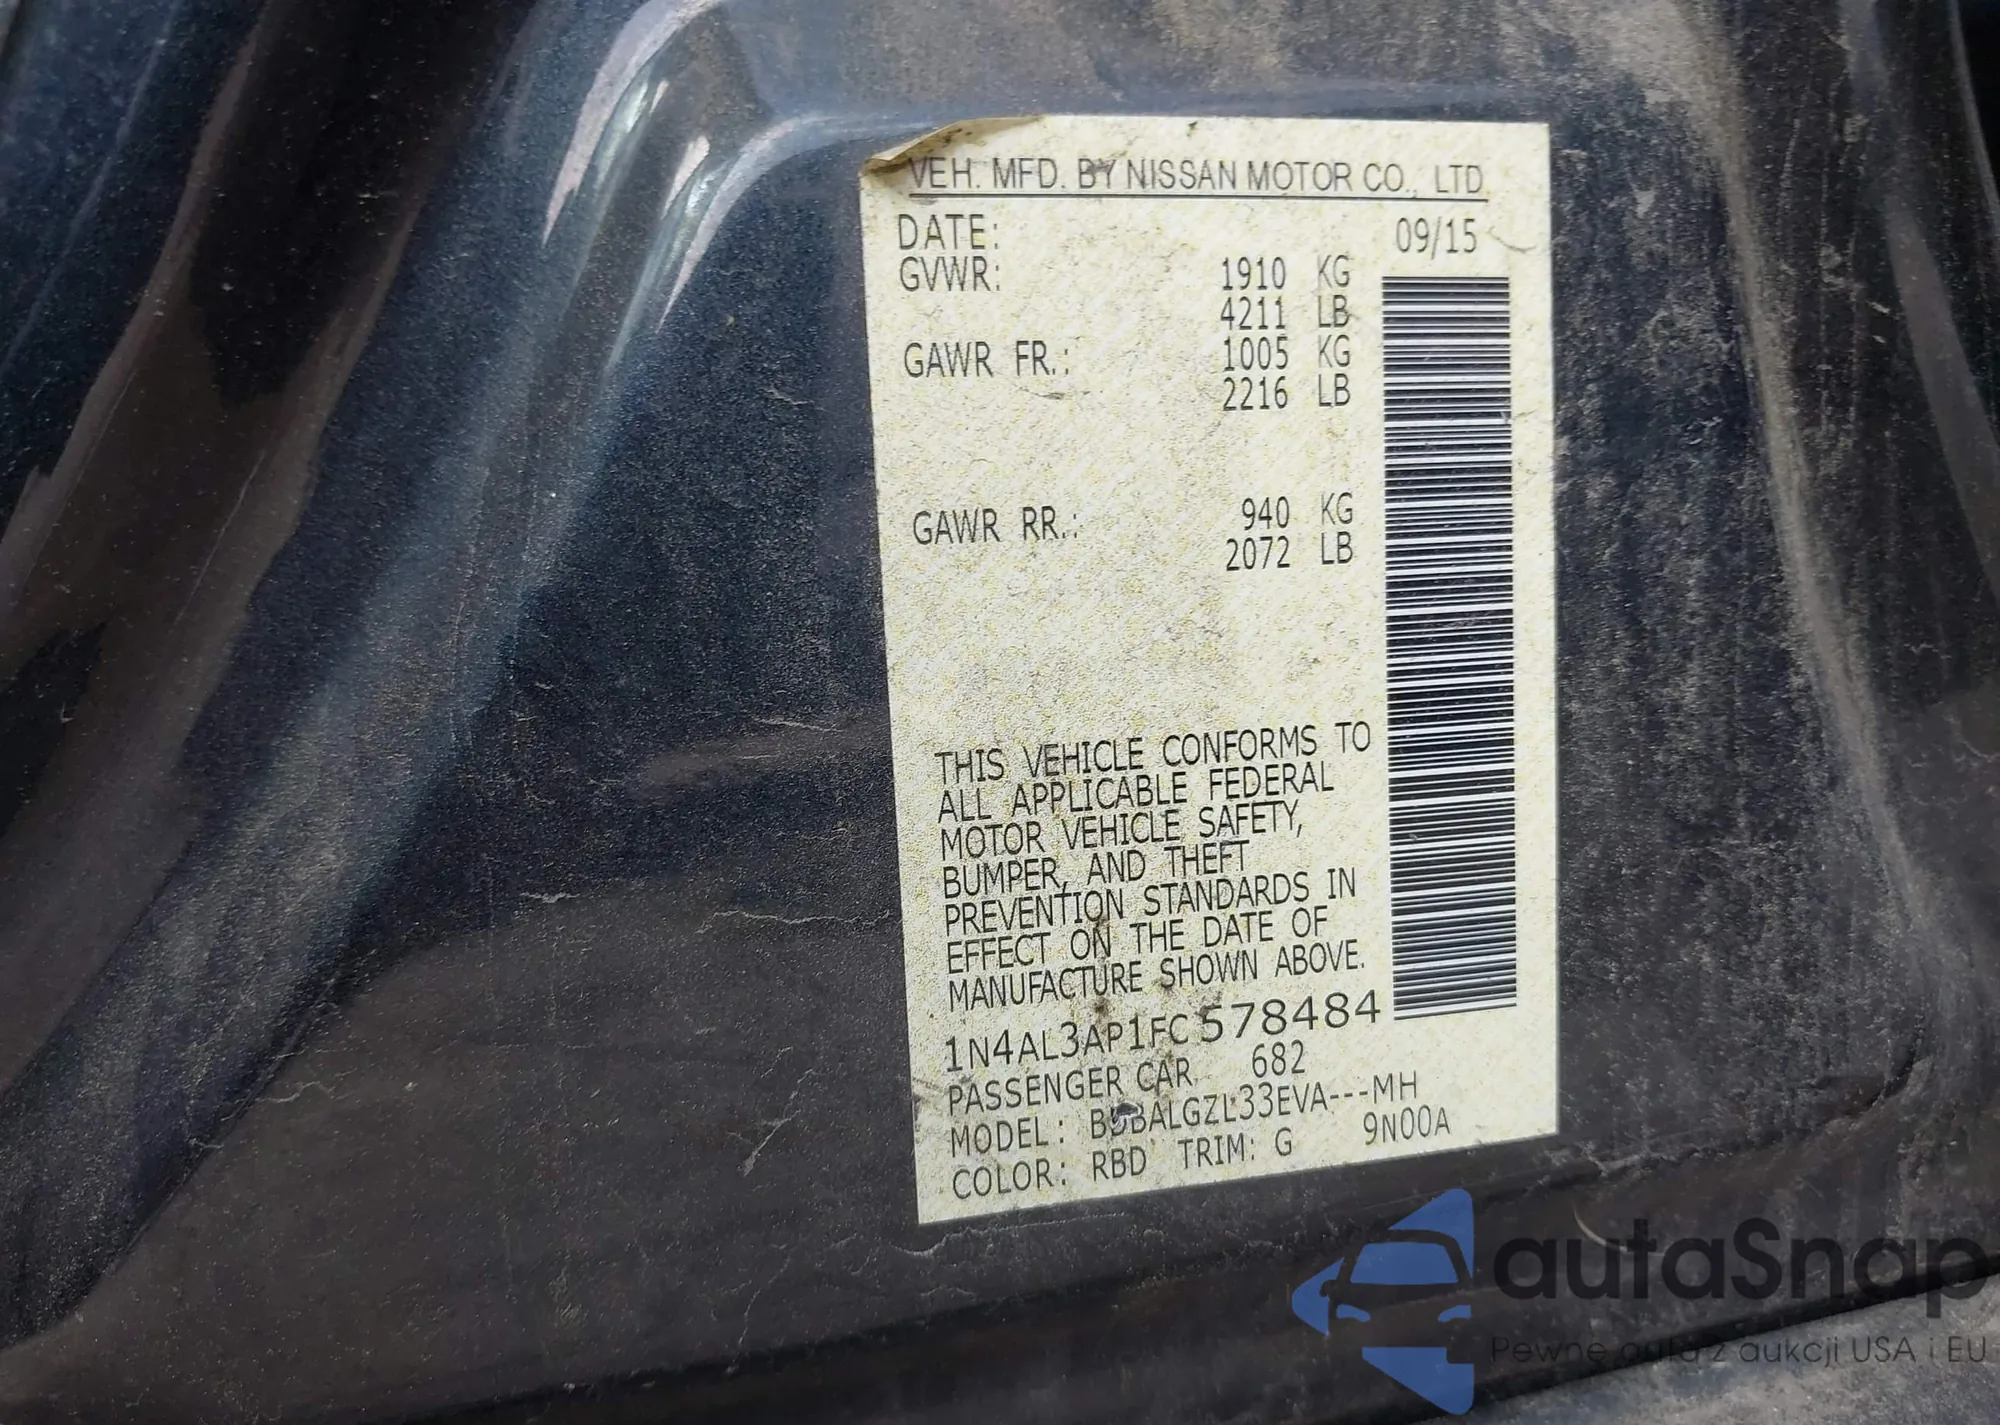 VEH. MFD. BY NISSAN MOTOR CO., LTD.
DATE: 09/15
GVWR: 1910 KG
4211 LB
GAWR FR.: 1005 KG
2216 LB
GAWR RR.: 940 KG
2072 LB
THIS VEHICLE CONFORMS TO
ALL APPLICABLE FEDERAL
MOTOR VEHICLE SAFETY,
BUMPER, AND THEFT
PREVENTION STANDARDS IN
EFFECT ON THE DATE OF
MANUFACTURE SHOWN ABOVE.
1N4AL3AP1FC578484
PASSENGER CAR 682
MODEL:
COLOR: RBD TRIM: G 9N00A
autaSnap
Pewne auta z aukcji USA i EU